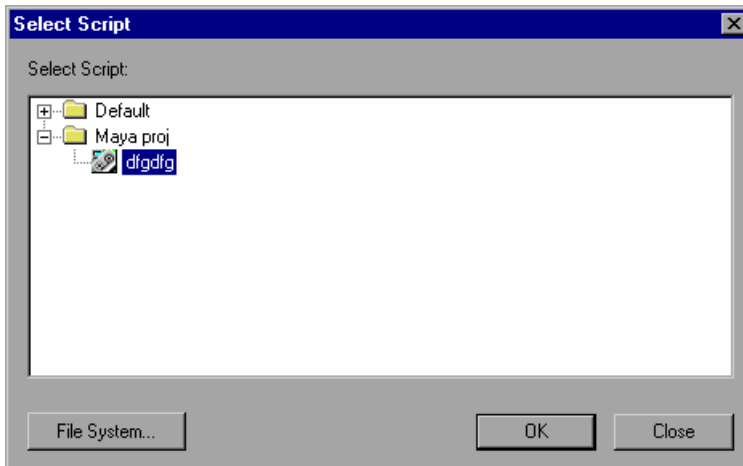 Select Script
Select Script:
Default
Maya proj
dfgdfg
File System...
OK
Close